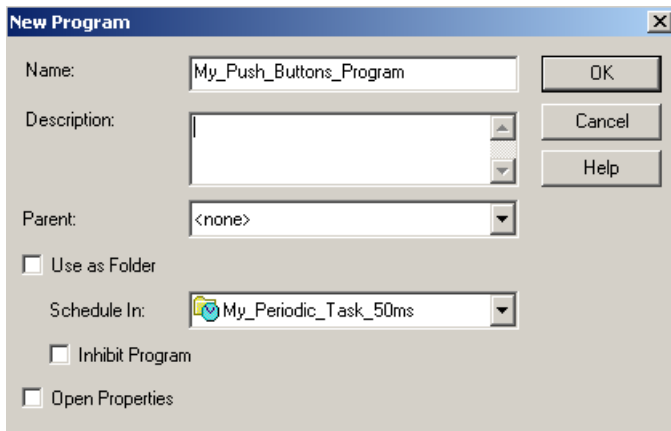 New Program
Name: My_Push_Buttons_Program
OK
Description:
Cancel
Help
Parent: <none>
Use as Folder
Schedule In: My_Periodic_Task_50ms
Inhibit Program
Open Properties